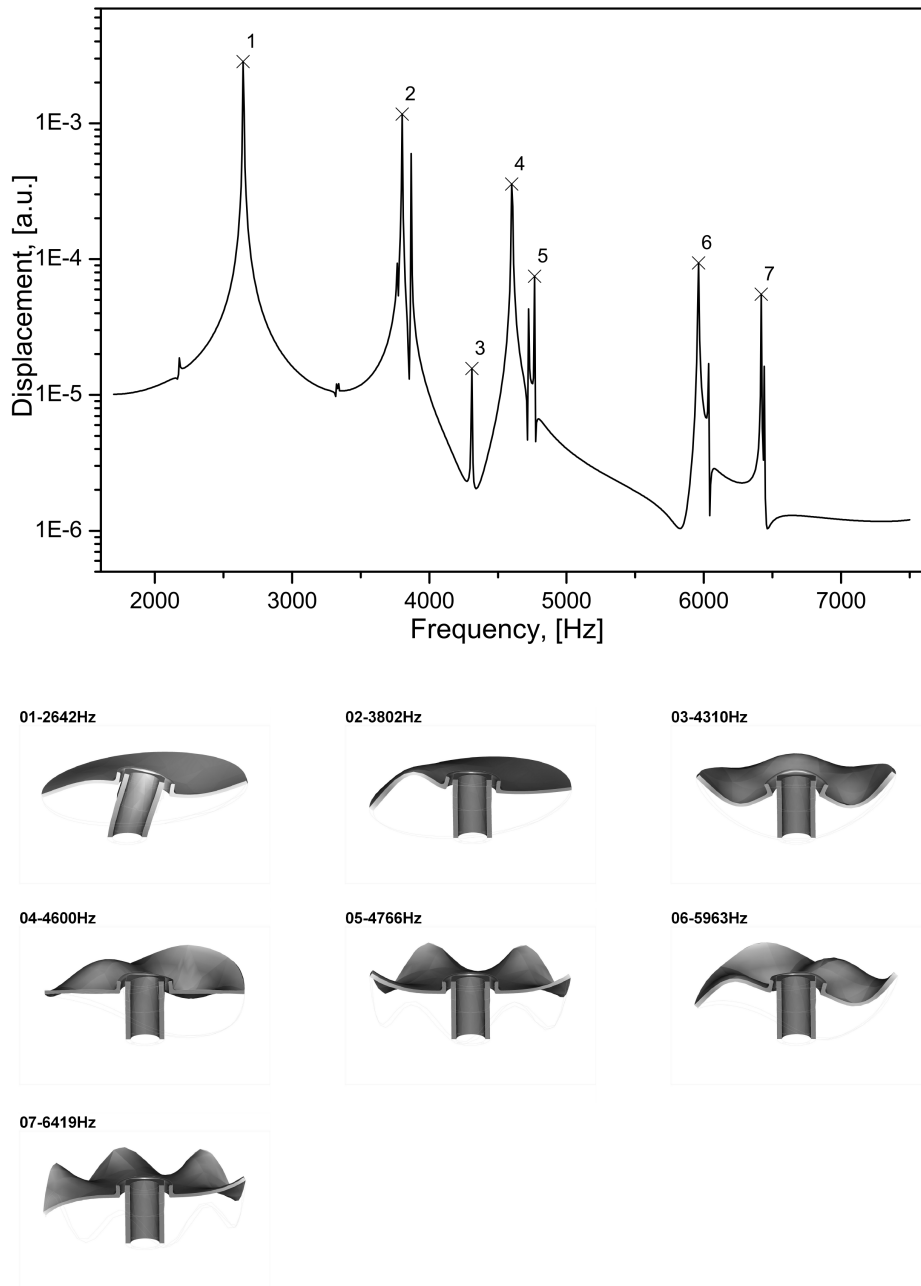 1
2
1E-3
4
Displacement, [a.u.]
1E-4
5
6
7
3
1E-5
1E-6
2000 3000 4000 5000 6000 7000
Frequency, [Hz]
01-2642Hz 02-3802Hz 03-4310Hz
04-4600Hz 05-4766Hz 06-5963Hz
07-6419Hz